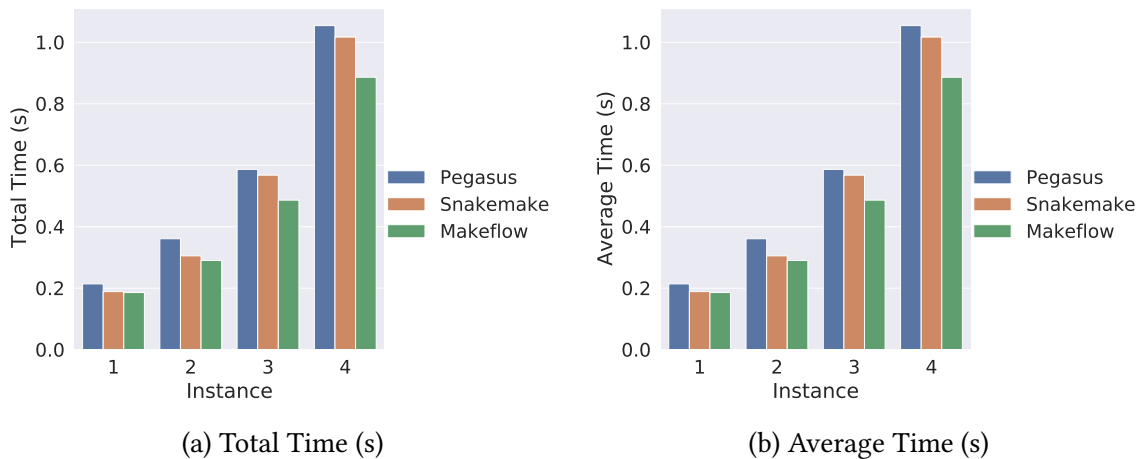 Total Time (s)
1.0
0.8
0.6
0.4
0.2
0.0
1 2 3 4
Instance
Pegasus
Snakemake
Makeflow
(a) Total Time (s)
Average Time (s)
1.0
0.8
0.6
0.4
0.2
0.0
1 2 3 4
Instance
Pegasus
Snakemake
Makeflow
(b) Average Time (s)